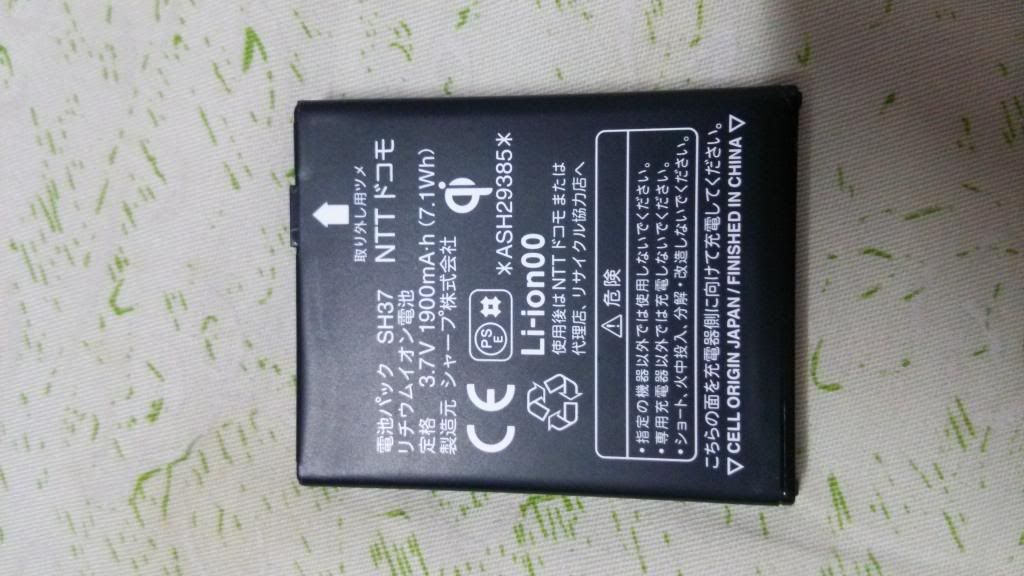 取り外し用ツメ
電池パック SH37 NTTドコモ
リチウムイオン電池
定格 3.7V 1900mA·h (7.1Wh)
製造元 シャープ株式会社
qi
CE
PS
E
*ASH29385*
Li-ion00
使用後はNTTドコモまたは
代理店、リサイクル協力店へ
危険
・指定の機器以外では使用しないでください。
・専用充電器以外では充電しないでください。
・ショート、火中投入、分解・改造しないでください。
こちらの面を充電器側に向けて充電してください。
▽CELL ORIGIN JAPAN / FINISHED IN CHINA▽